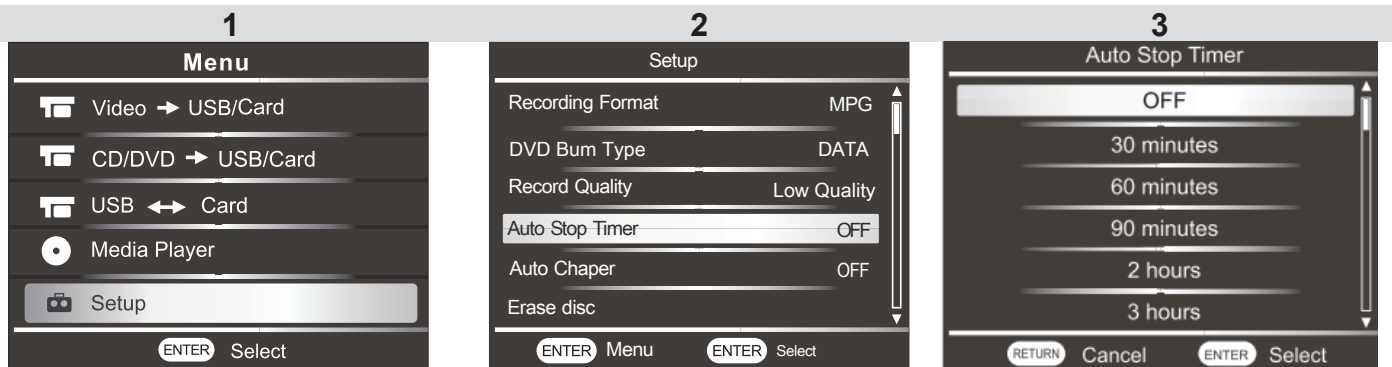 1
Menu
Video → USB/Card
CD/DVD → USB/Card
USB ↔ Card
Media Player
Setup
ENTER Select
2
Setup
Recording Format MPG
DVD Bum Type DATA
Record Quality Low Quality
Auto Stop Timer OFF
Auto Chaper OFF
Erase disc
ENTER Menu ENTER Select
3
Auto Stop Timer
OFF
30 minutes
60 minutes
90 minutes
2 hours
3 hours
RETURN Cancel ENTER Select